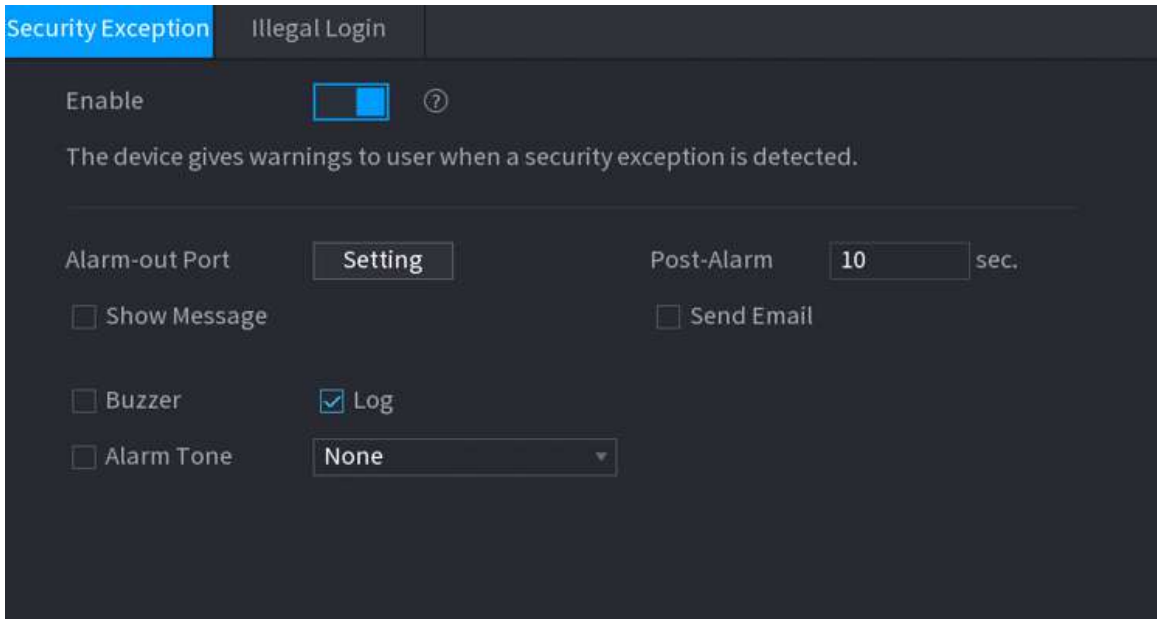 Security Exception Illegal Login
Enable ?
The device gives warnings to user when a security exception is detected.
Alarm-out Port Setting Post-Alarm 10 sec.
Show Message Send Email
Buzzer Log
Alarm Tone None